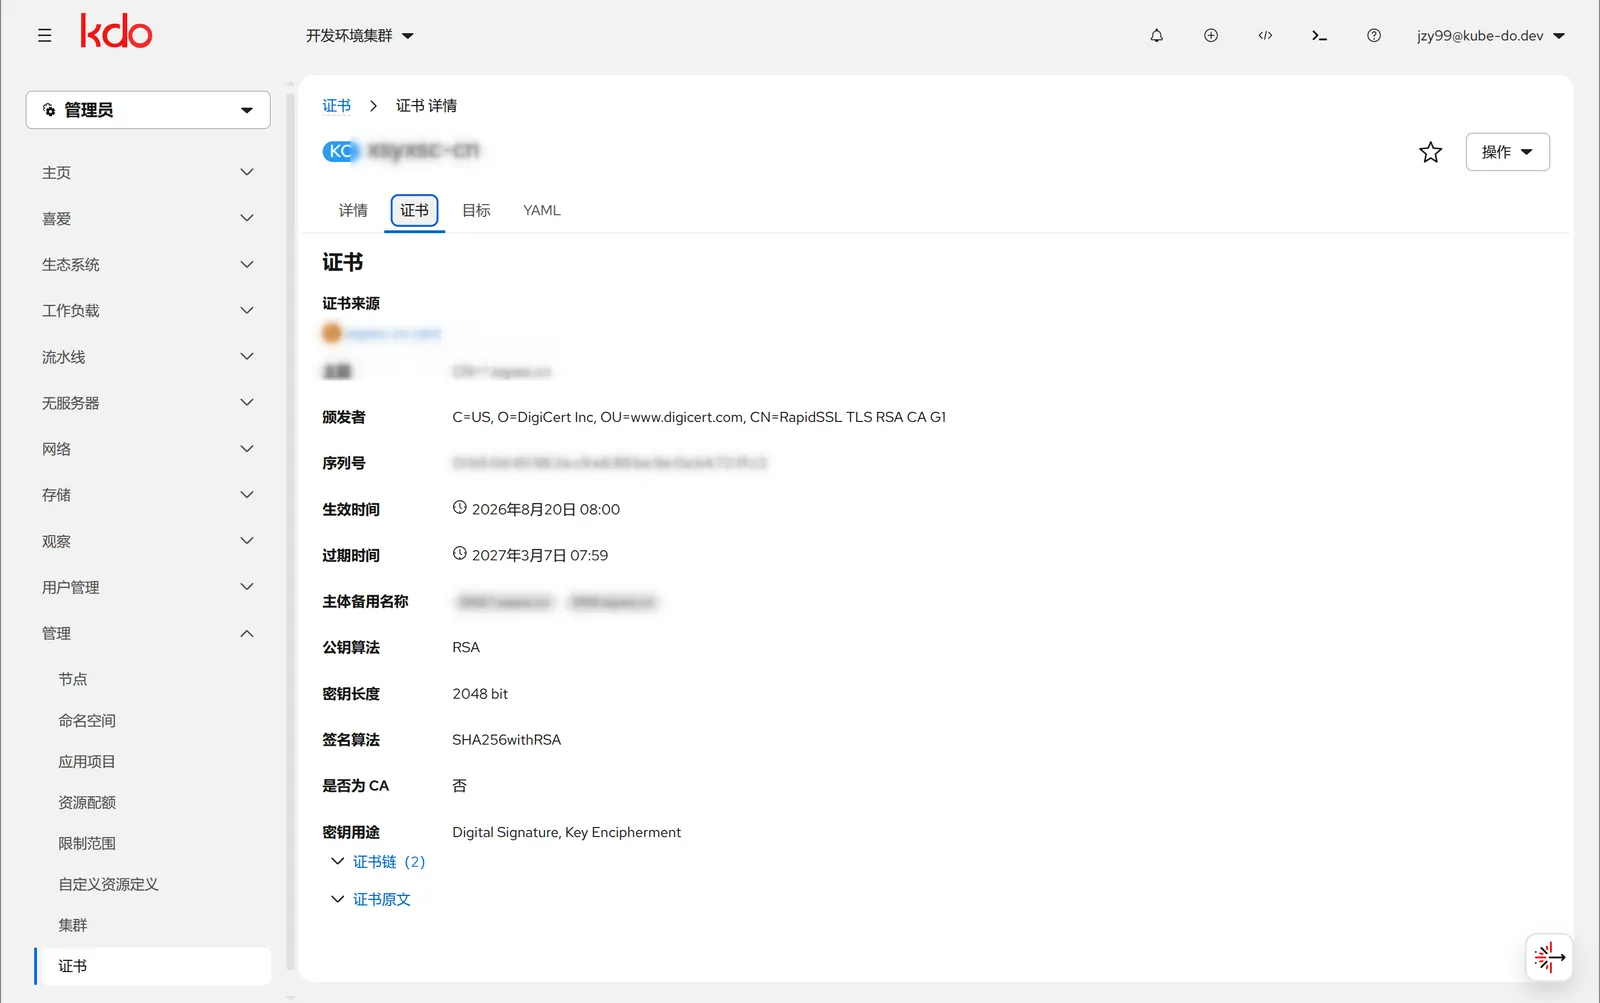 kdo
开发环境集群
jzy99@kube-do.dev
管理员
主页
喜爱
生态系统
工作负载
流水线
无服务器
网络
存储
观察
用户管理
管理
节点
命名空间
应用项目
资源配额
限制范围
自定义资源定义
集群
证书
证书 > 证书 详情
KC
操作
详情 证书 目标 YAML
证书
证书来源
颁发者 C=US, O=DigiCert Inc, OU=www.digicert.com, CN=RapidSSL TLS RSA CA G1
序列号
生效时间 2026年8月20日 08:00
过期时间 2027年3月7日 07:59
主体备用名称
公钥算法 RSA
密钥长度 2048 bit
签名算法 SHA256withRSA
是否为 CA 否
密钥用途 Digital Signature, Key Encipherment
证书链（2）
证书原文